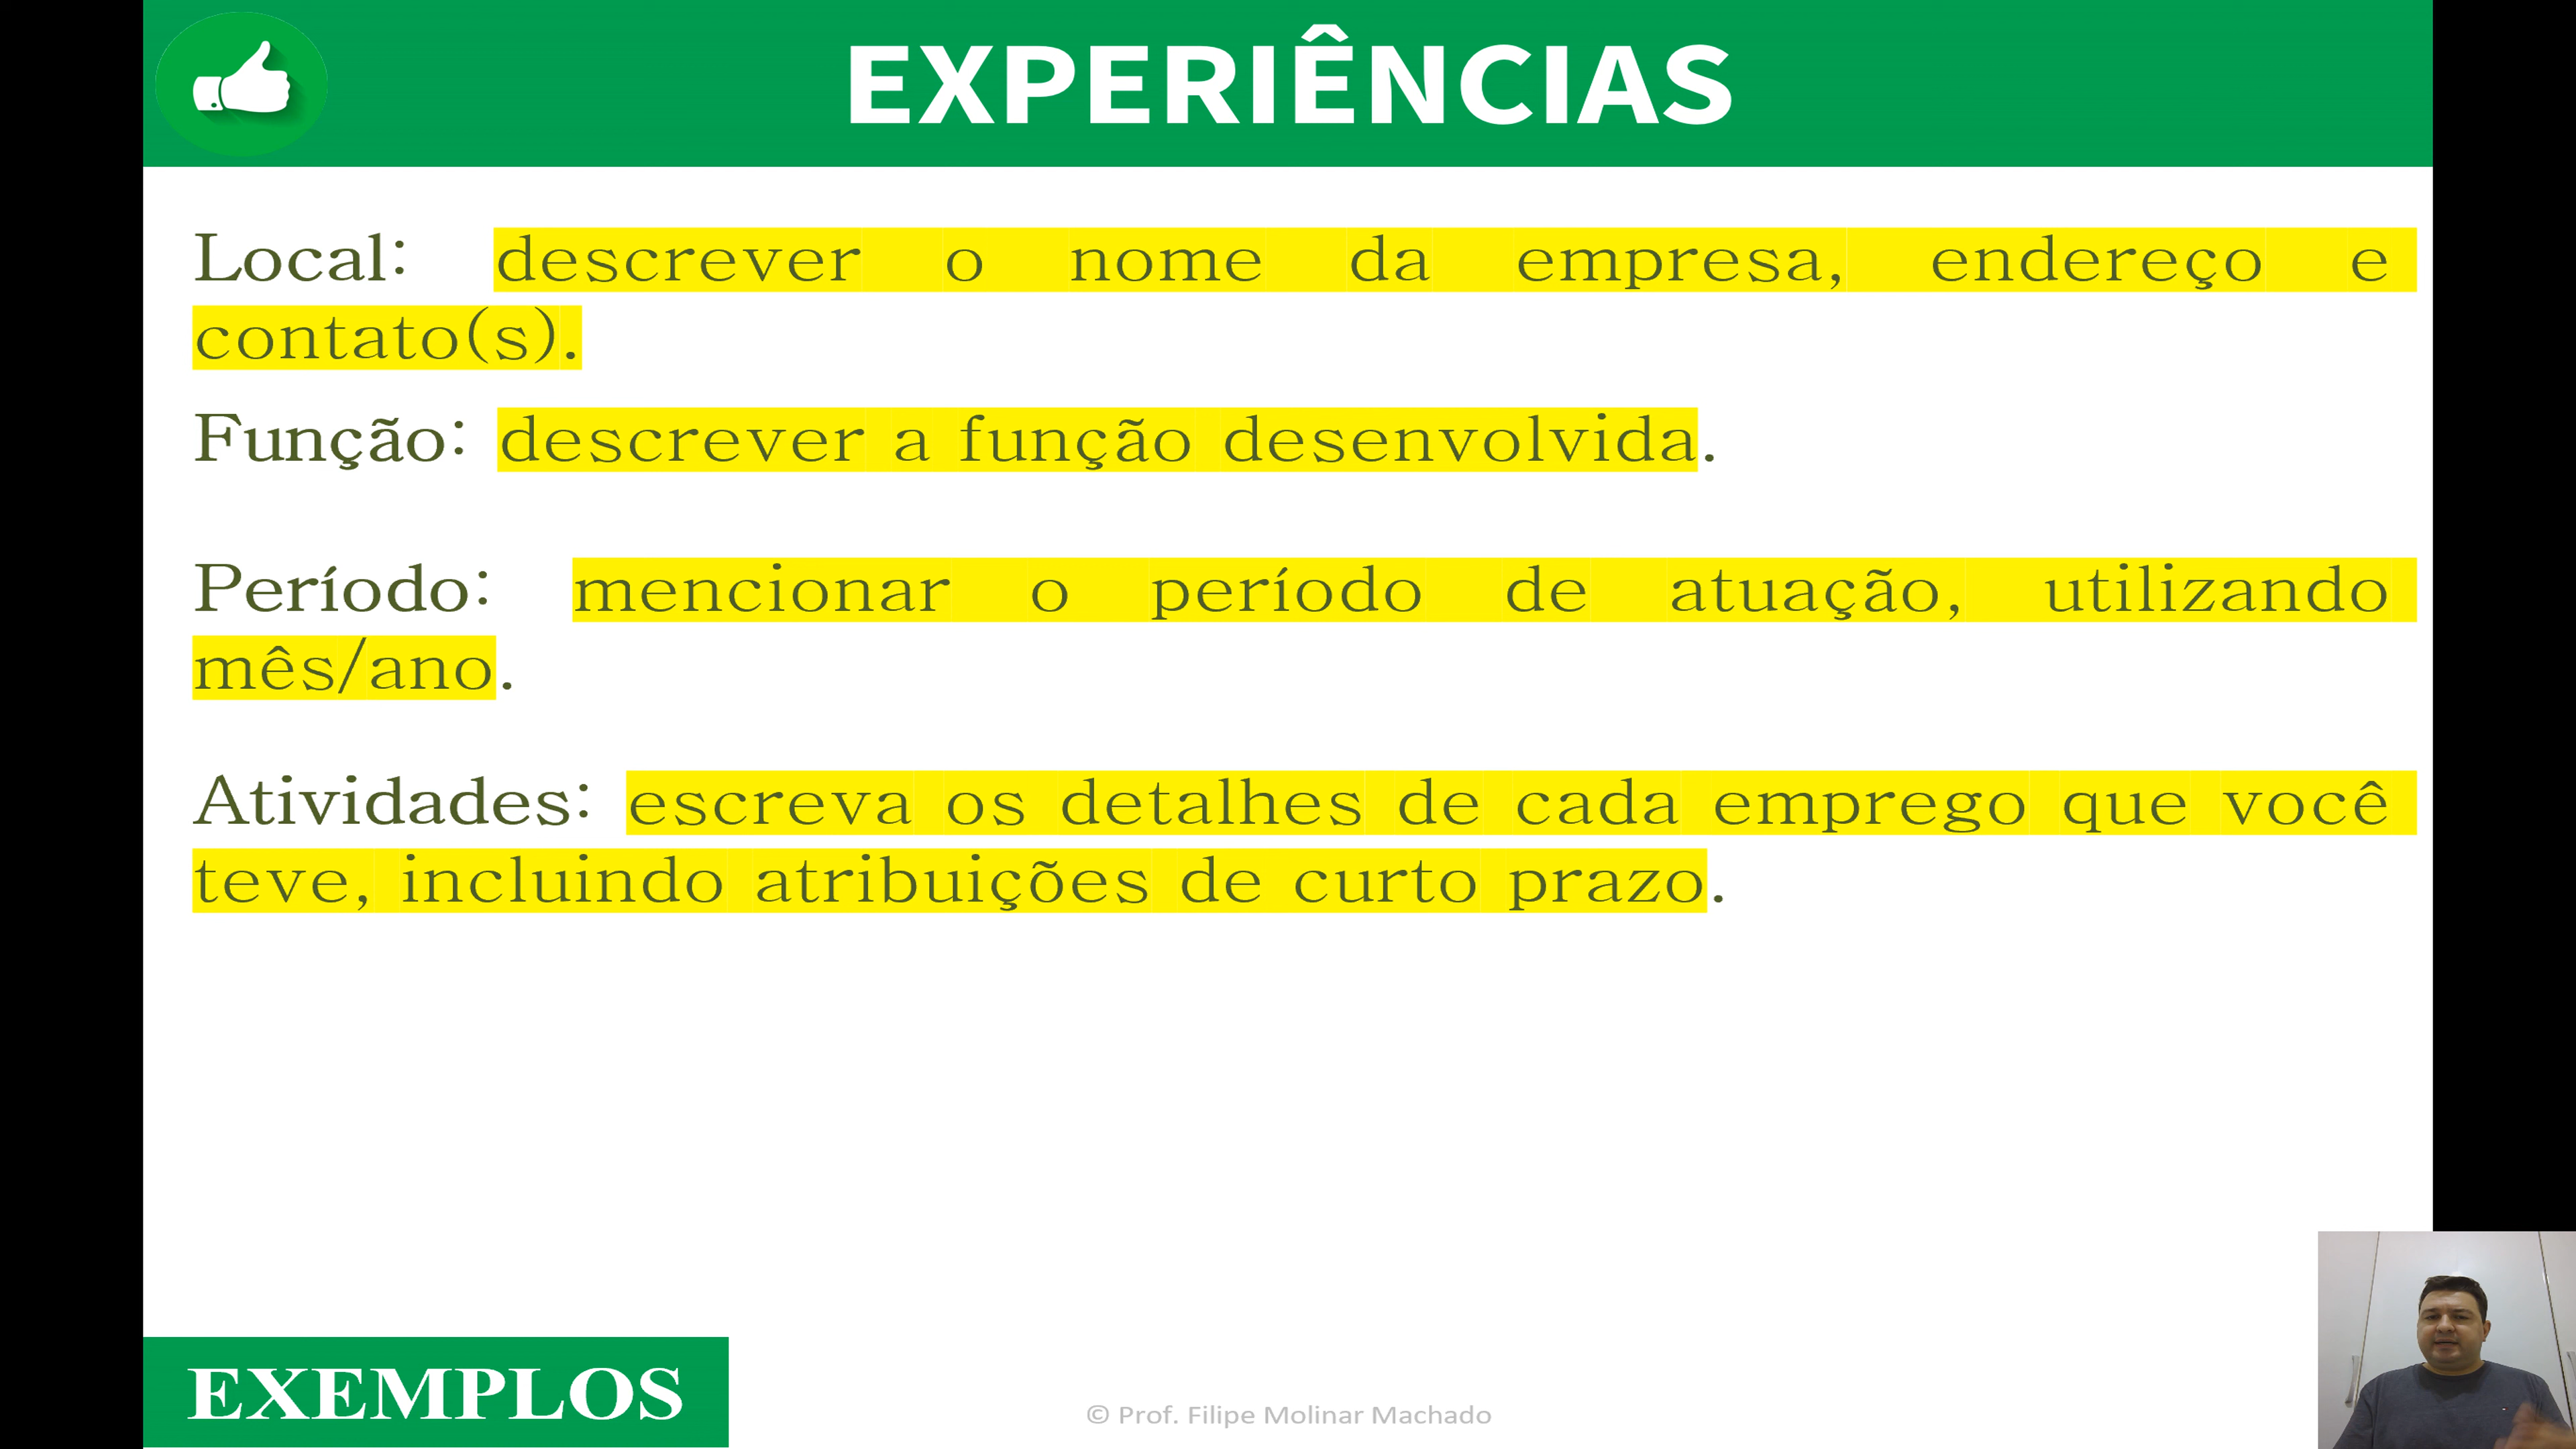 EXPERIÊNCIAS
Local: descrever o nome da empresa, endereço e
contato(s).
Função: descrever a função desenvolvida.
Período: mencionar o período de atuação, utilizando
mês/ano.
Atividades: escreva os detalhes de cada emprego que você
teve, incluindo atribuições de curto prazo.
EXEMPLOS
© Prof. Filipe Molinar Machado